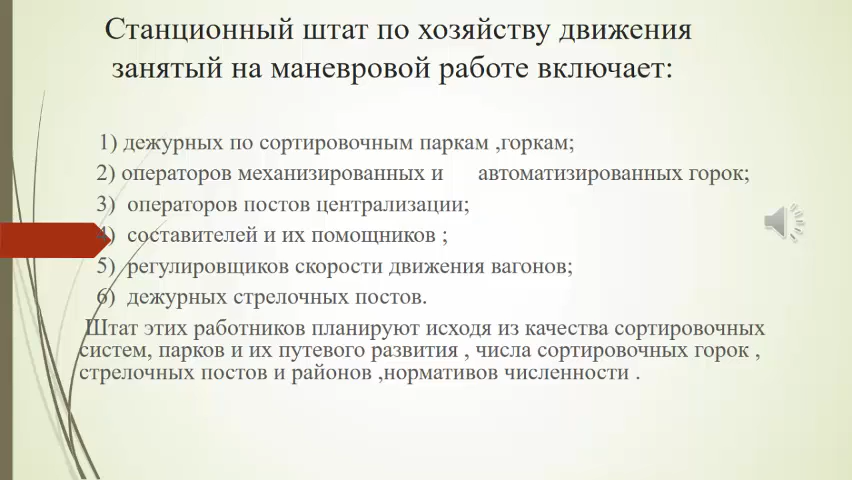 Станционный штат по хозяйству движения
занятый на маневровой работе включает:
1) дежурных по сортировочным паркам ,горкам;
2) операторов механизированных и автоматизированных горок;
3) операторов постов централизации;
4) составителей и их помощников ;
5) регулировщиков скорости движения вагонов;
6) дежурных стрелочных постов.
Штат этих работников планируют исходя из качества сортировочных
систем, парков и их путевого развития , числа сортировочных горок ,
стрелочных постов и районов ,нормативов численности .